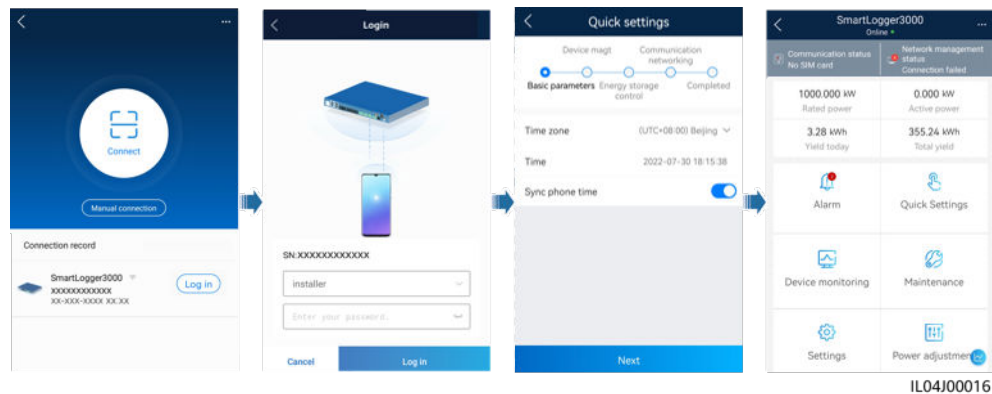 Connect
Manual connection
Connection record
SmartLogger3000
XXXXXXXXXXXX
XX-XXX-XXXX XX:XX
Log in
Login
SN:XXXXXXXXXXXX
installer
Enter your password.
Cancel
Log in
Quick settings
Device magt
Communication
networking
Basic parameters
Energy storage
control
Completed
Time zone
(UTC+08:00) Beijing
Time
2022-07-30 18:15:38
Sync phone time
Next
SmartLogger3000
Online
Communication status
No SIM card
Network management
status
Connection failed
1000.000 kW
Rated power
0.000 kW
Active power
3.28 kWh
Yield today
355.24 kWh
Total yield
Alarm
Quick Settings
Device monitoring
Maintenance
Settings
Power adjustmen
IL04J00016